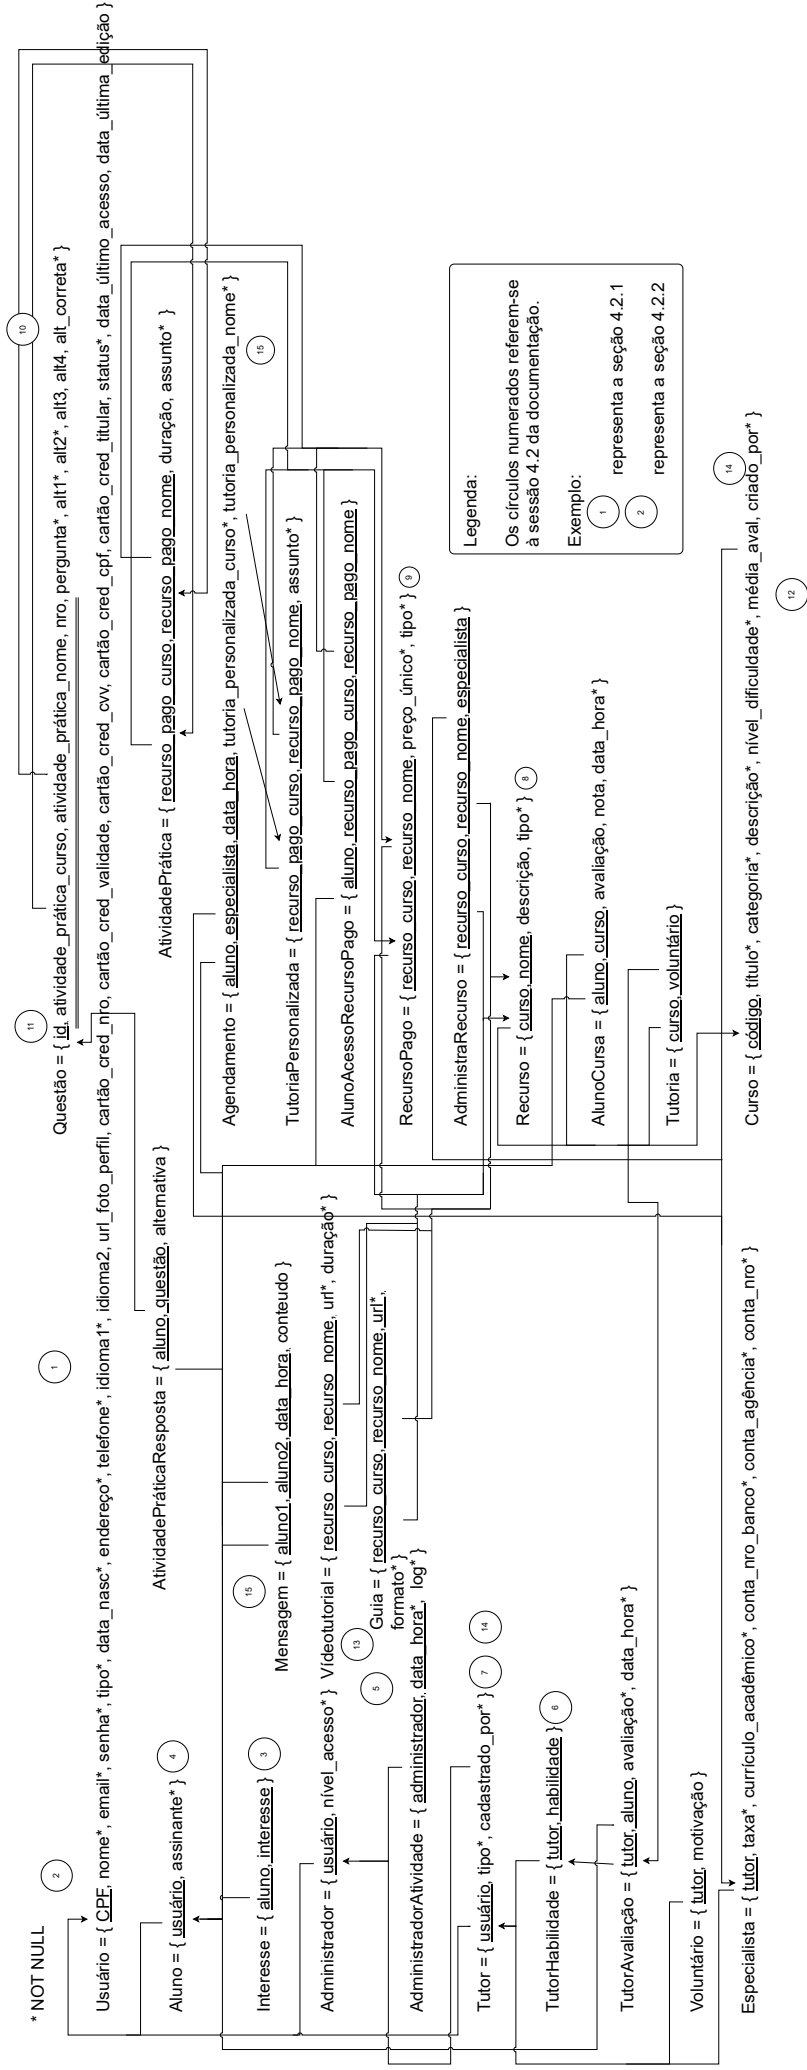 * NOT NULL
2
1
11
10
Questão = { id, atividade_prática_curso, atividade_prática_nome, nro, pergunta*, alt1*, alt2*, alt3, alt4, alt_correta* }
Usuário = { CPF, nome*, email*, senha*, tipo*, data_nasc*, endereço*, telefone*, idioma1*, idioma2, url_foto_perfil, cartão_cred_nro, cartão_cred_validade, cartão_cred_cvv, cartão_cred_cpf, cartão_cred_titular, status*, data_último_acesso, data_última_edição }
Aluno = { usuário, assinante* }
4
AtividadePráticaResposta = { aluno, questão, alternativa }
AtividadePrática = { recurso_pago_curso, recurso_pago_nome, duração, assunto* }
Interesse = { aluno, interesse }
3
15
Mensagem = { aluno1, aluno2, data_hora, conteudo }
Agendamento = { aluno, especialista, data_hora, tutoria_personalizada_curso*, tutoria_personalizada_nome* }
15
Administrador = { usuário, nível_acesso* }
Vídeotutorial = { recurso_curso, recurso_nome, url*, duração* }
13
TutoriaPersonalizada = { recurso_pago_curso, recurso_pago_nome, assunto* }
5
Guia = { recurso_curso, recurso_nome, url*,
formato* }
AlunoAcessoRecursoPago = { aluno, recurso_pago_curso, recurso_pago_nome }
AdministradorAtividade = { administrador, data_hora*, log* }
RecursoPago = { recurso_curso, recurso_nome, preço_único*, tipo* }
9
Tutor = { usuário, tipo*, cadastrado_por* }
7
14
AdministraRecurso = { recurso_curso, recurso_nome, especialista }
TutorHabilidade = { tutor, habilidade }
6
Recurso = { curso, nome, descrição, tipo* }
8
TutorAvaliação = { tutor, aluno, avaliação*, data_hora* }
AlunoCursa = { aluno, curso, avaliação, nota, data_hora* }
Voluntário = { tutor, motivação }
Tutoria = { curso, voluntário }
Especialista = { tutor, taxa*, currículo_acadêmico*, conta_nro_banco*, conta_agência*, conta_nro* }
Curso = { código, título*, categoria*, descrição*, nível_dificuldade*, média_aval, criado_por* }
14
12
Legenda:
Os círculos numerados referem-se
à sessão 4.2 da documentação.
Exemplo:
1 representa a seção 4.2.1
2 representa a seção 4.2.2